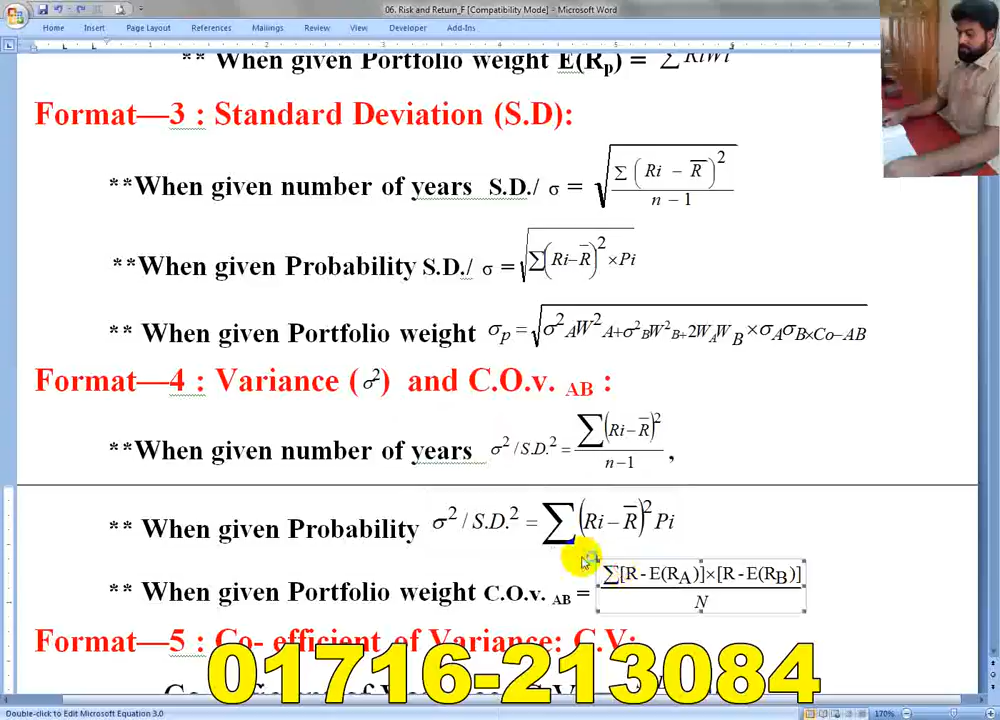 06. Risk and Return_F [Compatibility Mode] - Microsoft Word
Home Insert Page Layout References Mailings Review View Developer Add-Ins
** When given Portfolio weight E(Rp) = ∑RiWi
Format—3 : Standard Deviation (S.D):
**When given number of years S.D./ σ = √(∑(Ri − R̅)² / n − 1)
**When given Probability S.D./ σ = √(∑(Ri−R̅)² × Pi)
** When given Portfolio weight σp = √(σ²AW²A+σ²BW²B+2WAWB×σAσB×Co−AB)
Format—4 : Variance (σ²) and C.O.v. AB :
**When given number of years σ²/S.D.² = ∑(Ri−R̅)² / n−1 ,
** When given Probability σ²/S.D.² = ∑(Ri−R̅)² Pi
** When given Portfolio weight C.O.v. AB = ∑[R-E(RA)]×[R-E(RB)] / N
Format—5 : Co- efficient of Variance: C.V:
01716-213084
Double-click to Edit Microsoft Equation 3.0
170%